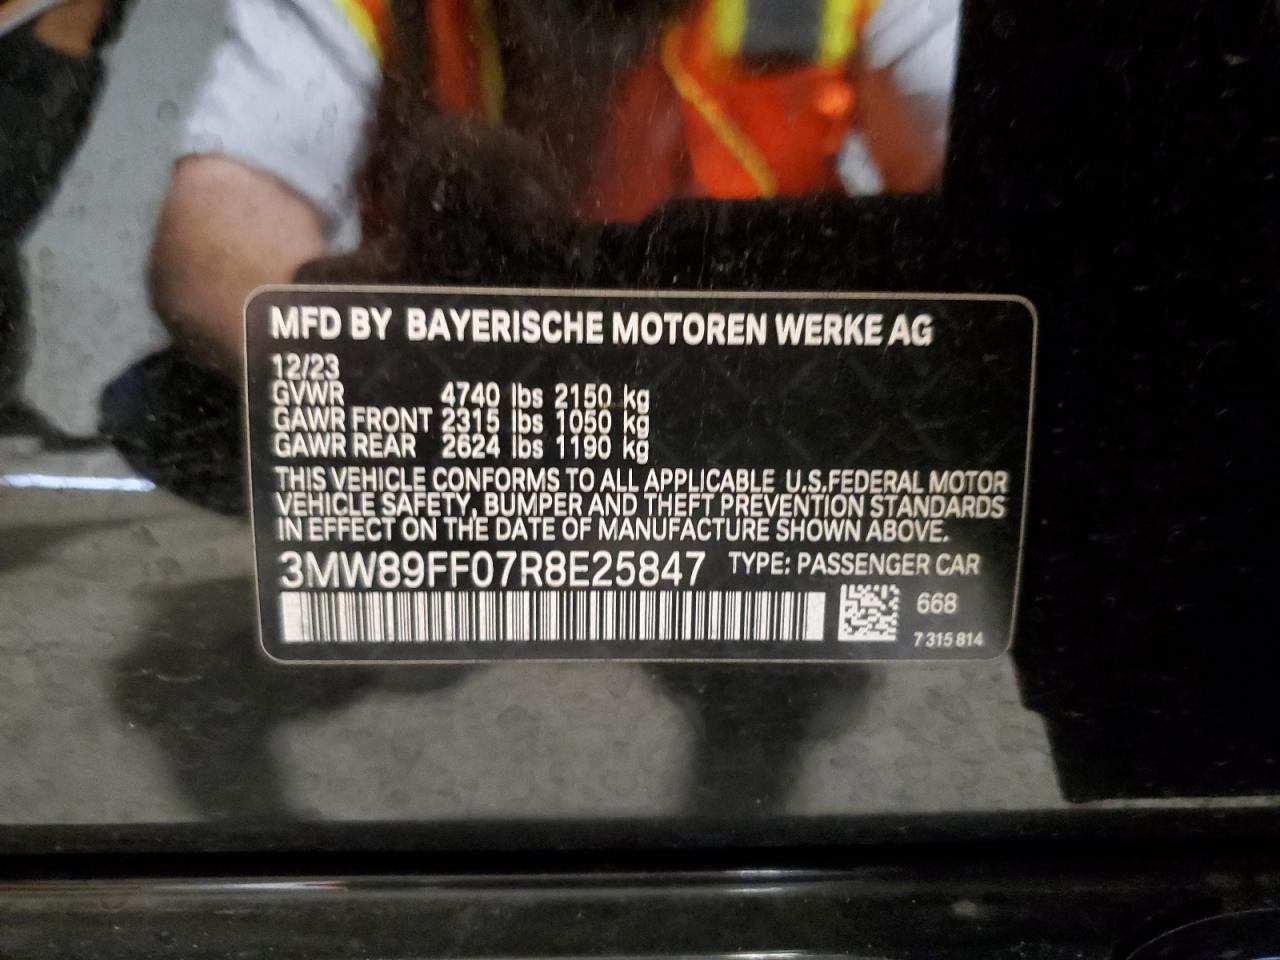 MFD BY BAYERISCHE MOTOREN WERKE AG
12/23
GVWR 4740 lbs 2150 kg
GAWR FRONT 2315 lbs 1050 kg
GAWR REAR 2624 lbs 1190 kg
THIS VEHICLE CONFORMS TO ALL APPLICABLE U.S.FEDERAL MOTOR
VEHICLE SAFETY, BUMPER AND THEFT PREVENTION STANDARDS
IN EFFECT ON THE DATE OF MANUFACTURE SHOWN ABOVE.
3MW89FF07R8E25847 TYPE: PASSENGER CAR
668
7 315 814